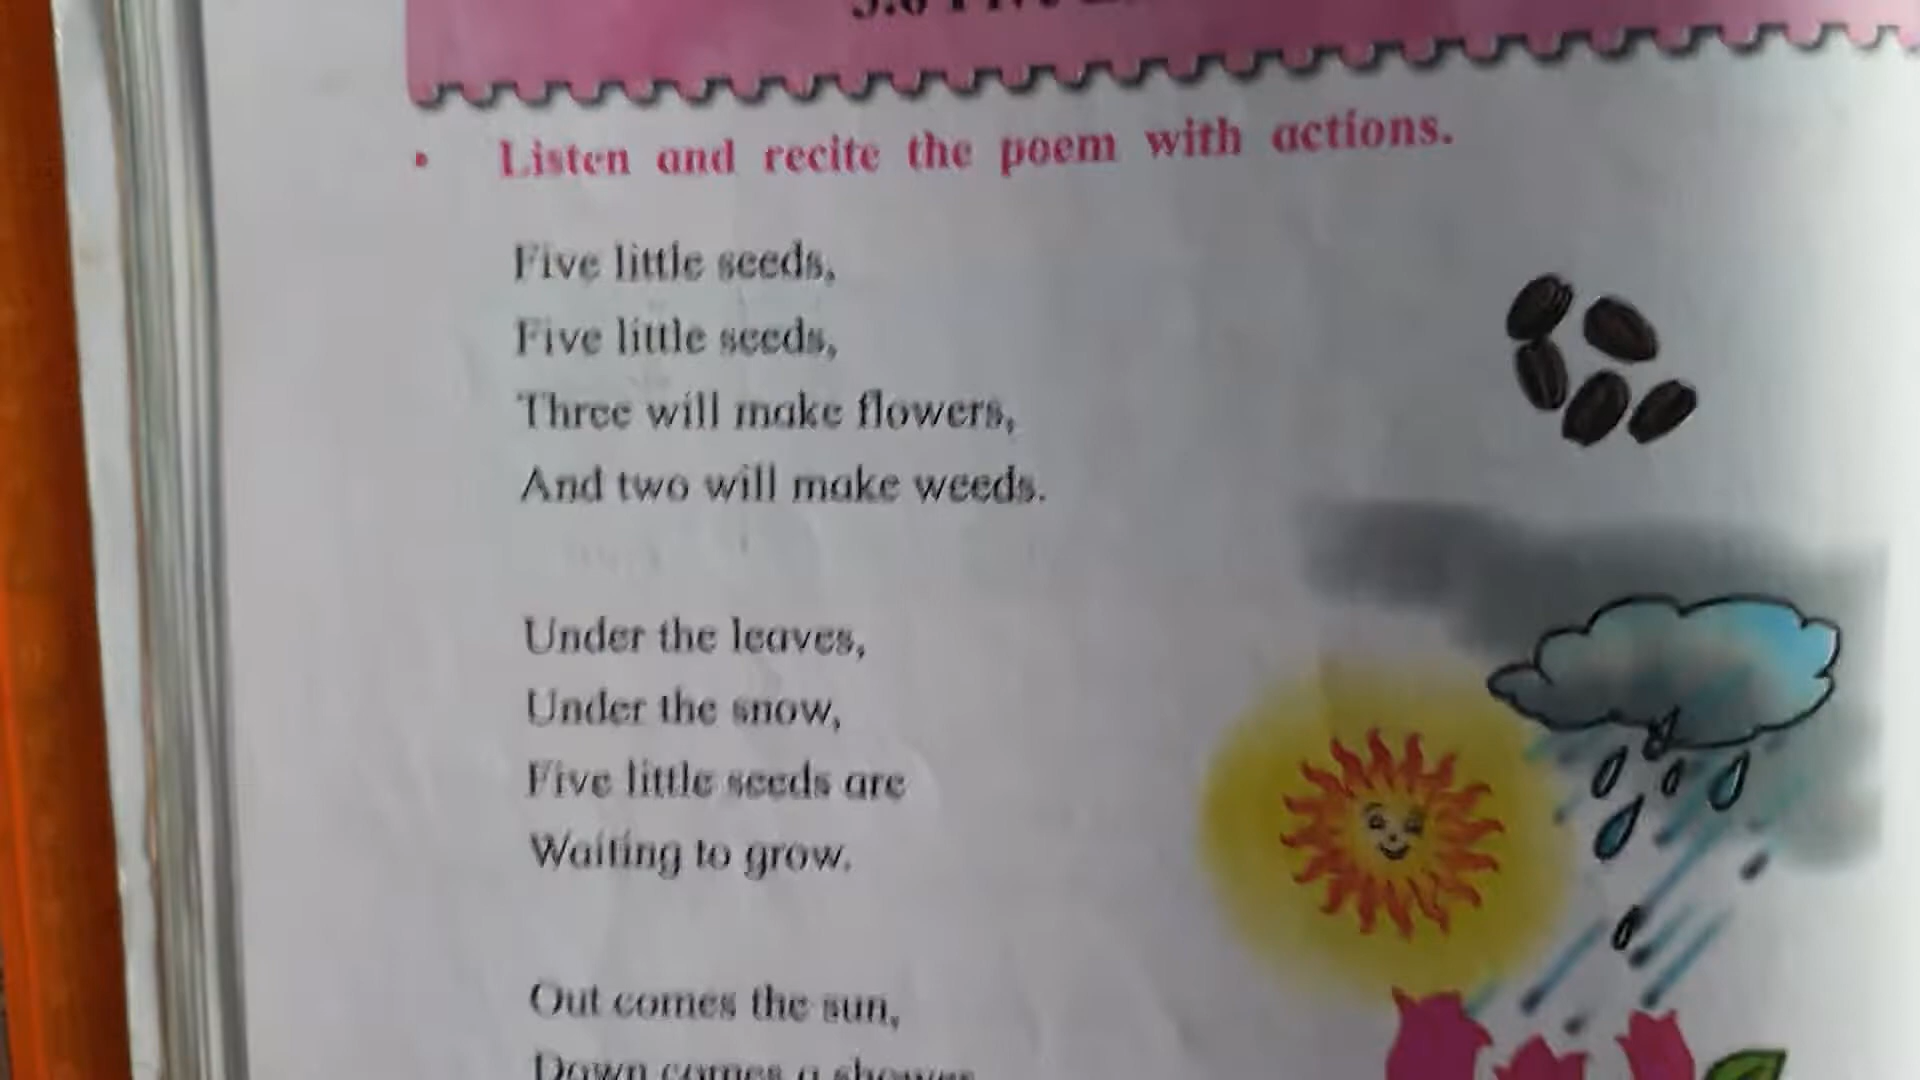 • Listen and recite the poem with actions.
Five little seeds,
Five little seeds,
Three will make flowers,
And two will make weeds.
Under the leaves,
Under the snow,
Five little seeds are
Waiting to grow.
Out comes the sun,
Down comes a shower